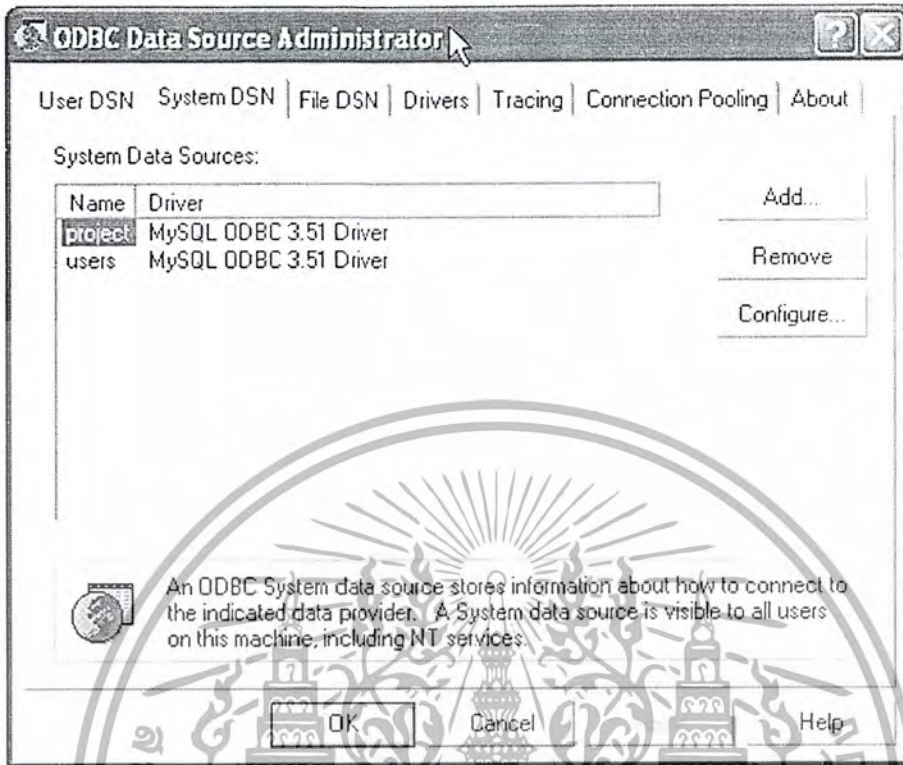 ODBC Data Source Administrator
User DSN System DSN File DSN Drivers Tracing Connection Pooling About
System Data Sources:
Name Driver Add...
project MySQL ODBC 3.51 Driver
users MySQL ODBC 3.51 Driver Remove
Configure...
An ODBC System data source stores information about how to connect to
the indicated data provider. A System data source is visible to all users
on this machine, including NT services.
OK Cancel Help